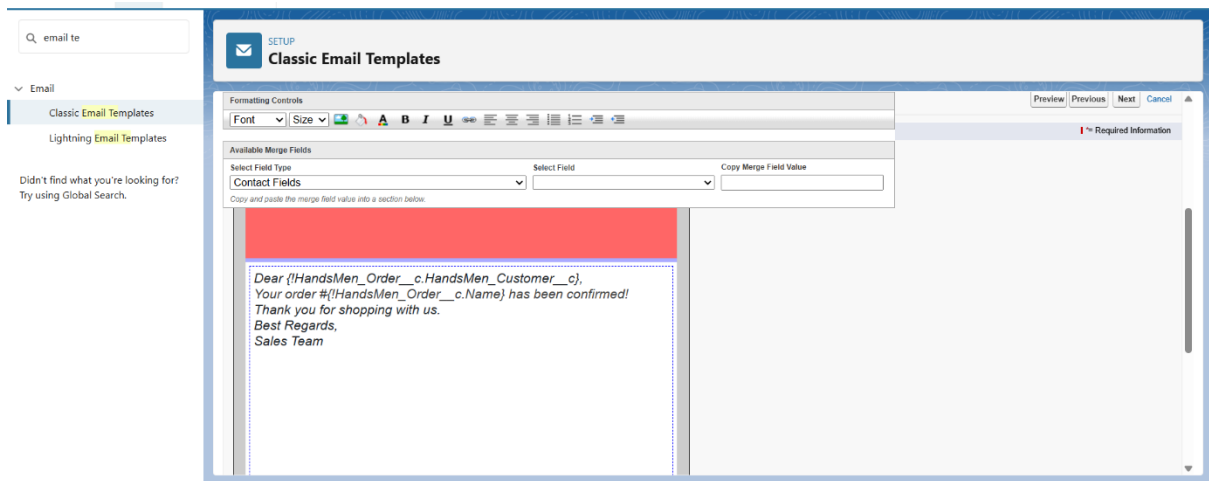 email te
Email
Classic Email Templates
Lightning Email Templates
Didn't find what you're looking for?
Try using Global Search.
SETUP
Classic Email Templates
Formatting Controls
Preview Previous Next Cancel
Font Size A B I U
= Required Information
Available Merge Fields
Select Field Type Select Field Copy Merge Field Value
Contact Fields
Copy and paste the merge field value into a section below.
Dear {!HandsMen_Order__c.HandsMen_Customer__c},
Your order #{!HandsMen_Order__c.Name} has been confirmed!
Thank you for shopping with us.
Best Regards,
Sales Team